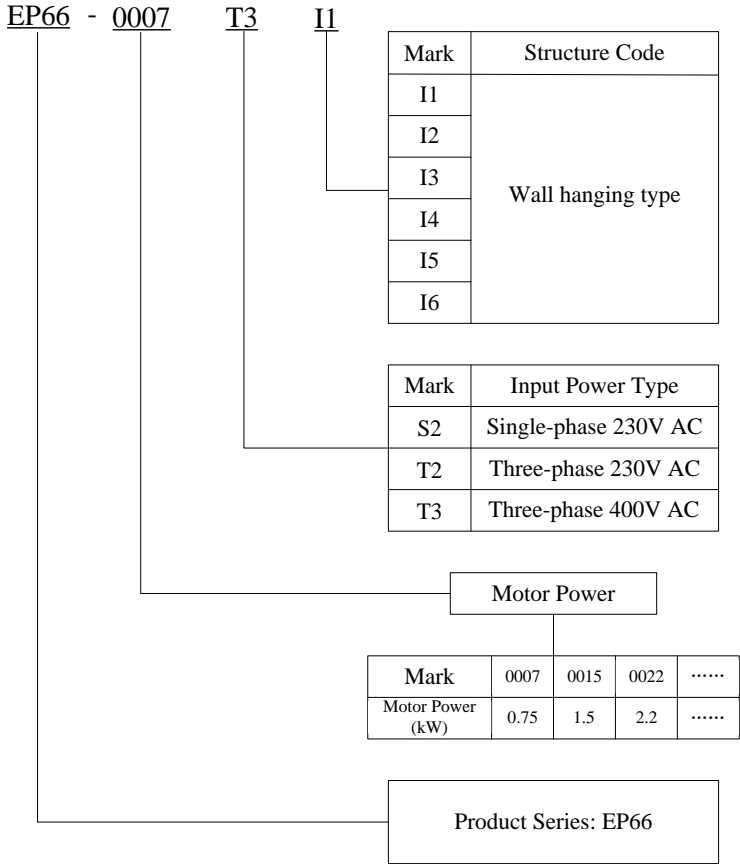 EP66 - 0007 T3 I1
Mark Structure Code
I1
I2
I3
Wall hanging type
I4
I5
I6
Mark Input Power Type
S2 Single-phase 230V AC
T2 Three-phase 230V AC
T3 Three-phase 400V AC
Motor Power
Mark 0007 0015 0022 ······
Motor Power
(kW) 0.75 1.5 2.2 ······
Product Series: EP66